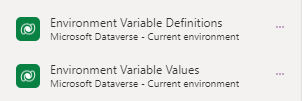 Environment Variable Definitions
Microsoft Dataverse - Current environment
Environment Variable Values
Microsoft Dataverse - Current environment